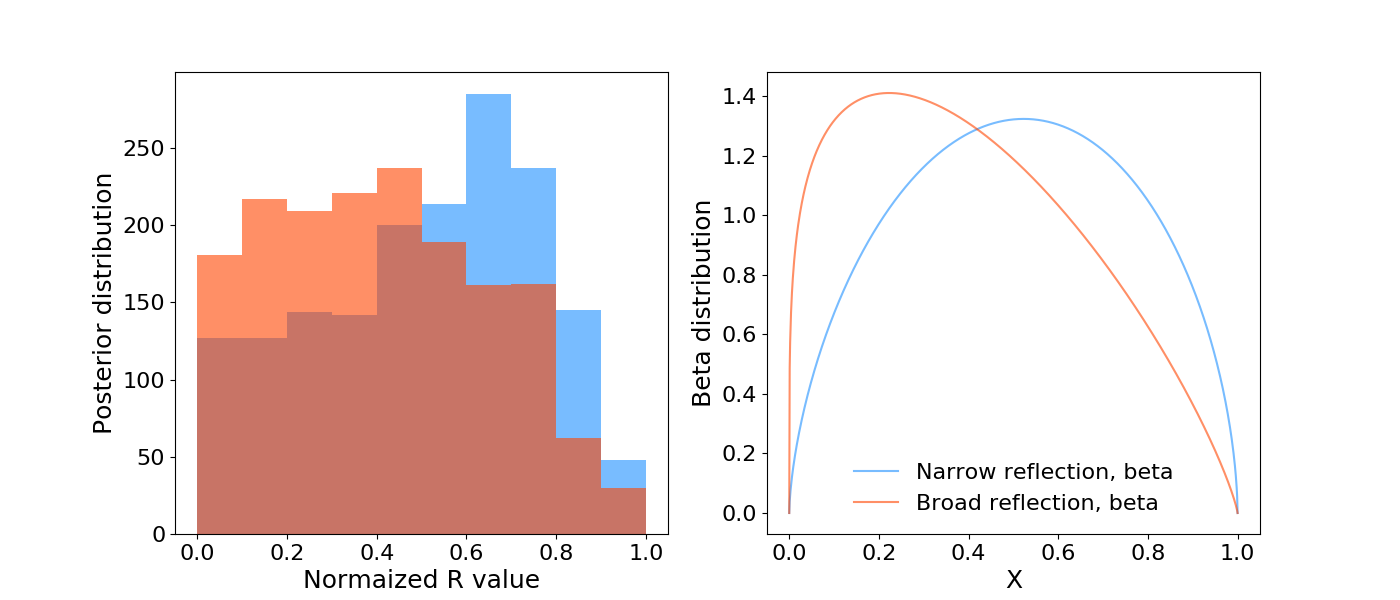 Posterior distribution
250
200
150
100
50
0
0.0 0.2 0.4 0.6 0.8 1.0
Normaized R value
Beta distribution
1.4
1.2
1.0
0.8
0.6
0.4
0.2
0.0
Narrow reflection, beta
Broad reflection, beta
0.0 0.2 0.4 0.6 0.8 1.0
X